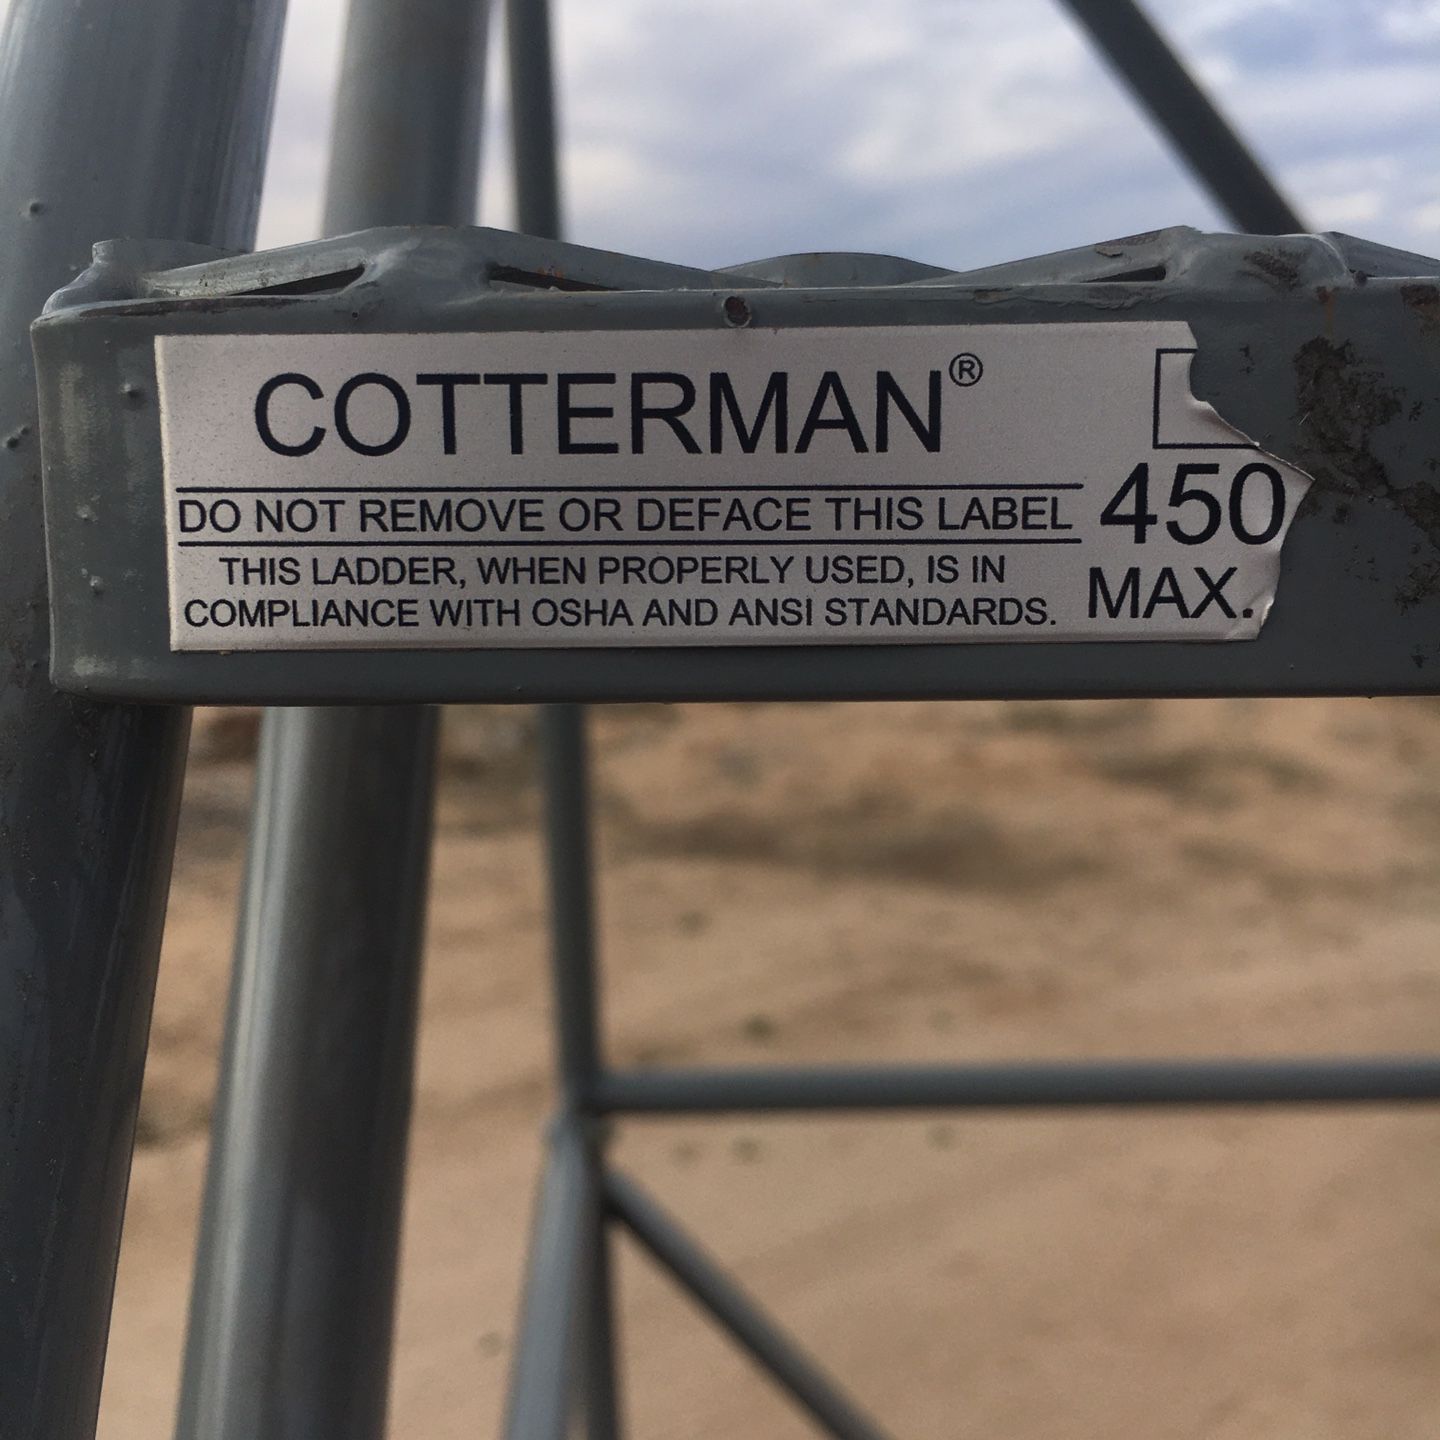 COTTERMAN®
DO NOT REMOVE OR DEFACE THIS LABEL
THIS LADDER, WHEN PROPERLY USED, IS IN
COMPLIANCE WITH OSHA AND ANSI STANDARDS.
450
MAX.